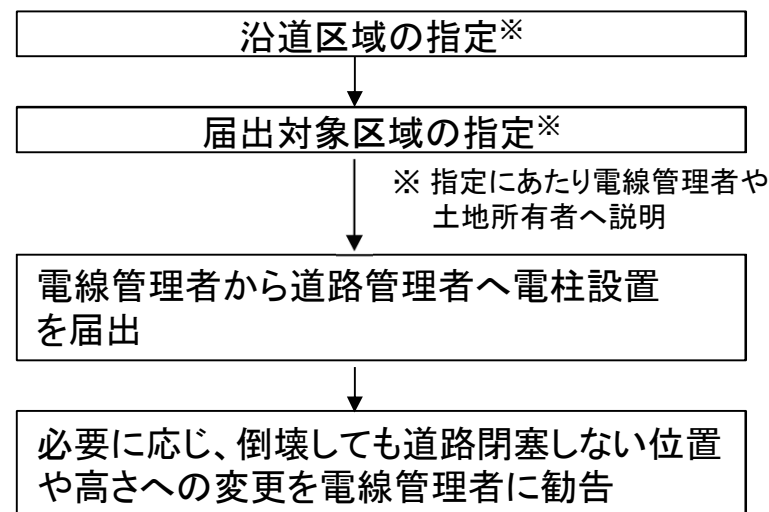 沿道区域の指定※
届出対象区域の指定※
※ 指定にあたり電線管理者や
土地所有者へ説明
電線管理者から道路管理者へ電柱設置
を届出
必要に応じ、倒壊しても道路閉塞しない位置
や高さへの変更を電線管理者に勧告